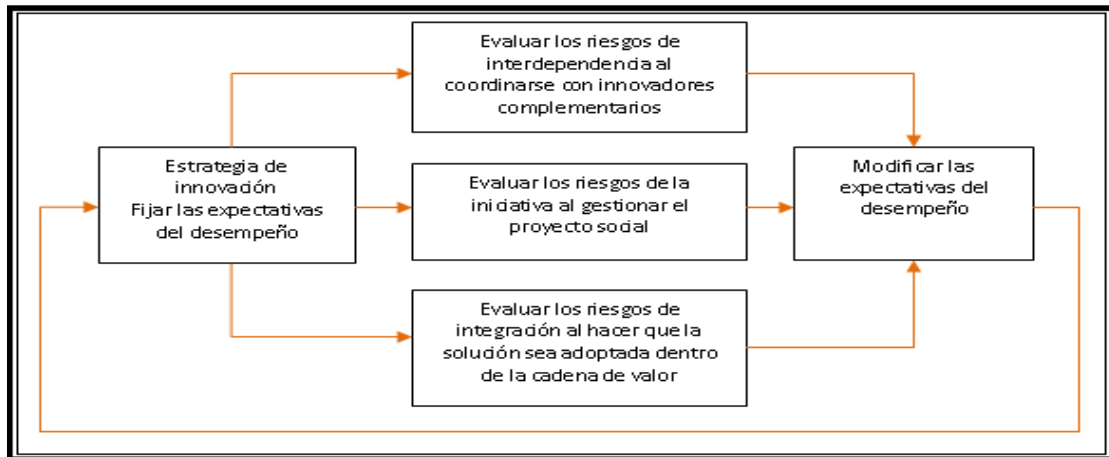 Evaluar los riesgos de
interdependencia al
coordinarse con innovadores
complementarios
Estrategia de
innovación
Fijar las expectativas
del desempeño
Evaluar los riesgos de la
iniciativa al gestionar el
proyecto social
Modificar las
expectativas del
desempeño
Evaluar los riesgos de
integración al hacer que la
solución sea adoptada dentro
de la cadena de valor